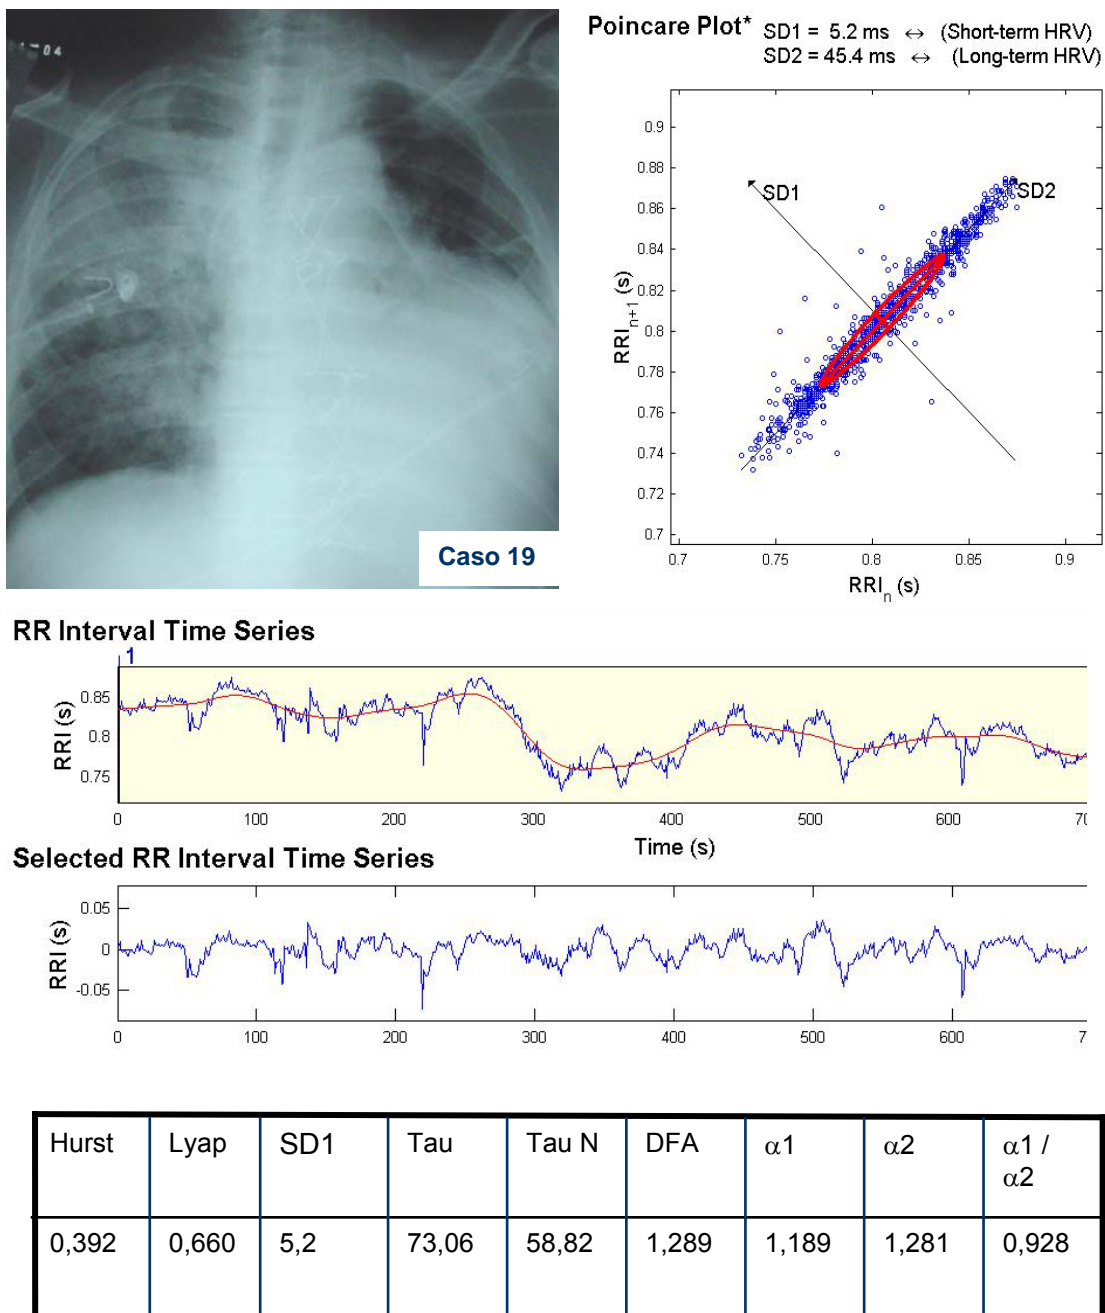 04
Caso 19
Poincare Plot*
SD1 = 5.2 ms ↔ (Short-term HRV)
SD2 = 45.4 ms ↔ (Long-term HRV)
0.9
0.88
0.86
0.84
0.82
0.8
0.78
0.76
0.74
0.72
0.7
RRIn+1 (s)
SD1
SD2
0.7 0.75 0.8 0.85 0.9
RRIn (s)
RR Interval Time Series
1
0.85
0.8
0.75
RRI (s)
0 100 200 300 400 500 600
Time (s)
Selected RR Interval Time Series
0.05
0
-0.05
RRI (s)
0 100 200 300 400 500 600 7
Hurst Lyap SD1 Tau Tau N DFA α1 α2 α1 /
α2
0,392 0,660 5,2 73,06 58,82 1,289 1,189 1,281 0,928